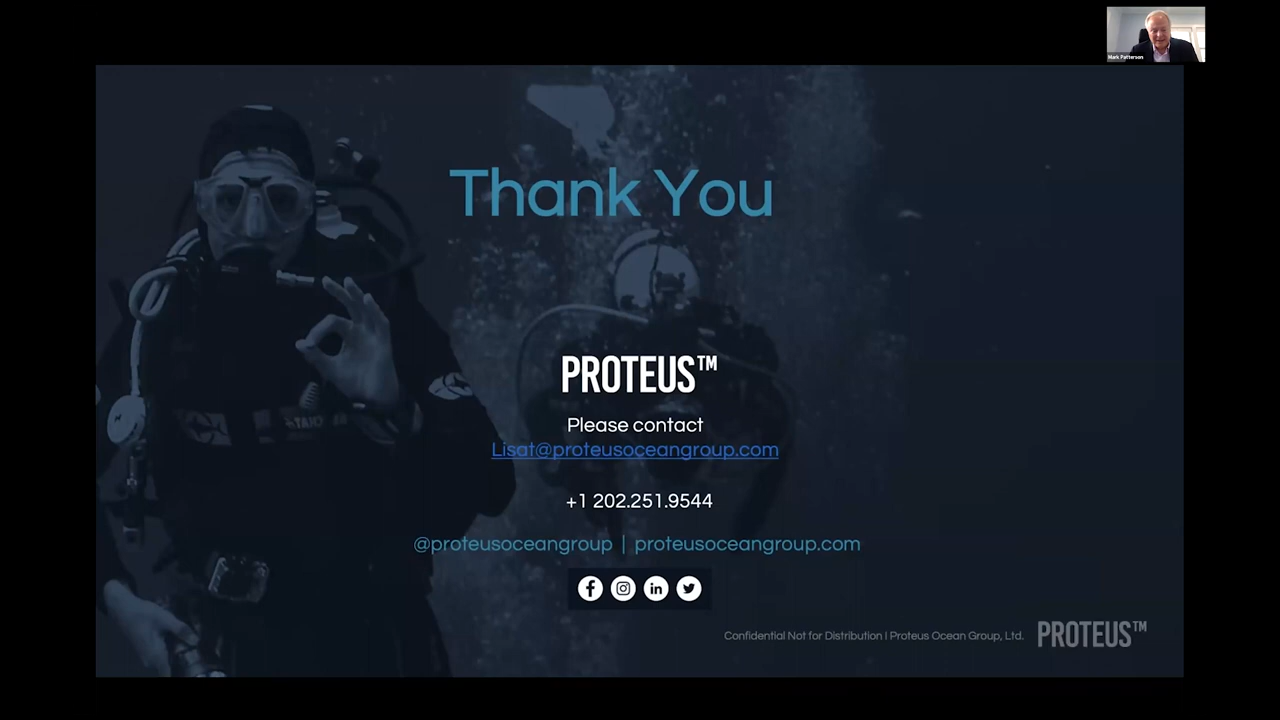 Mark Patterson
Thank You
PROTEUS™
Please contact
Lisat@proteusoceangroup.com
+1 202.251.9544
@proteusoceangroup | proteusoceangroup.com
Confidential Not for Distribution | Proteus Ocean Group, Ltd.
PROTEUS™